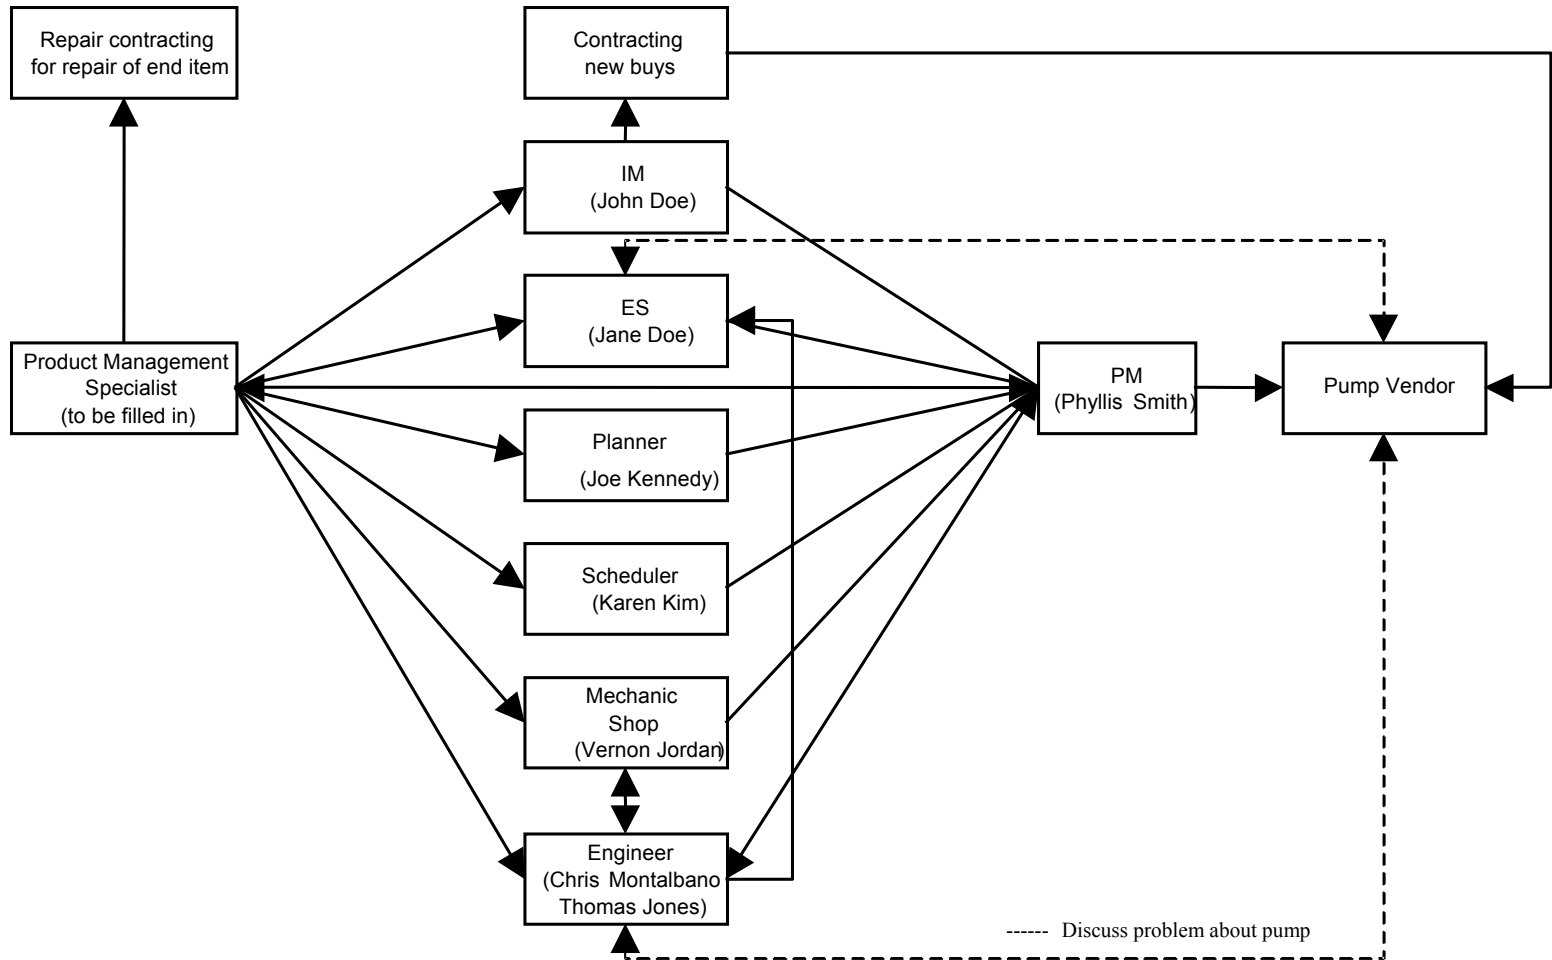 Repair contracting
for repair of end item
Contracting
new buys
IM
(John Doe)
ES
(Jane Doe)
Product Management
Specialist
(to be filled in)
PM
(Phyllis Smith)
Pump Vendor
Planner
(Joe Kennedy)
Scheduler
(Karen Kim)
Mechanic
Shop
(Vernon Jordan)
Engineer
(Chris Montalbano
Thomas Jones)
------ Discuss problem about pump